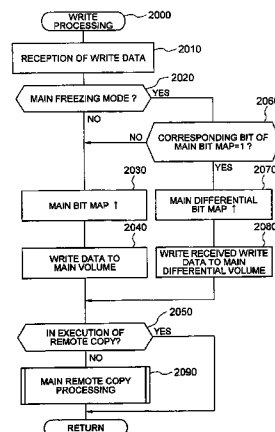 WRITE
PROCESSING
2000
2010
RECEPTION OF WRITE DATA
2020
MAIN FREEZING MODE ?
YES
2060
NO
NO
CORRESPONDING BIT OF
MAIN BIT MAP=1?
YES
2030
2070
MAIN BIT MAP ↑
MAIN DIFFERENTIAL
BIT MAP ↑
2040
2080
WRITE DATA TO
MAIN VOLUME
WRITE RECEIVED WRITE
DATA TO MAIN
DIFFERENTIAL VOLUME
2050
IN EXECUTION OF
REMOTE COPY?
YES
NO
2090
MAIN REMOTE COPY
PROCESSING
RETURN